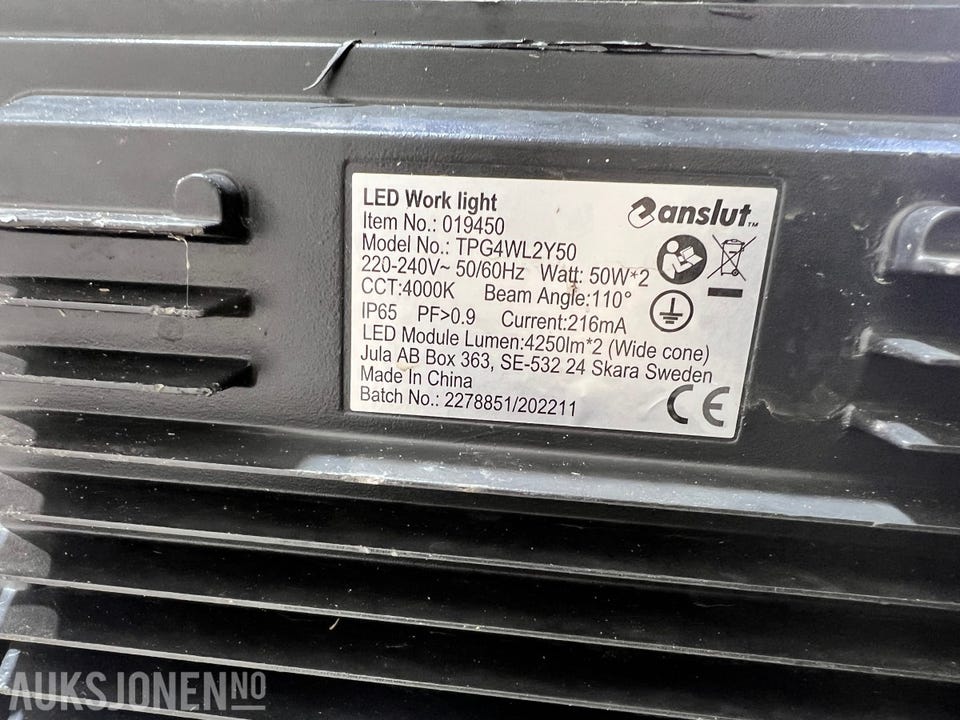 LED Work light
anslut™
Item No.: 019450
Model No.: TPG4WL2Y50
220-240V~ 50/60Hz Watt: 50W*2
CCT:4000K Beam Angle:110°
IP65 PF>0.9 Current:216mA
LED Module Lumen:4250lm*2 (Wide cone)
Jula AB Box 363, SE-532 24 Skara Sweden
Made In China
Batch No.: 2278851/202211
CE
AUKSJONEN NO